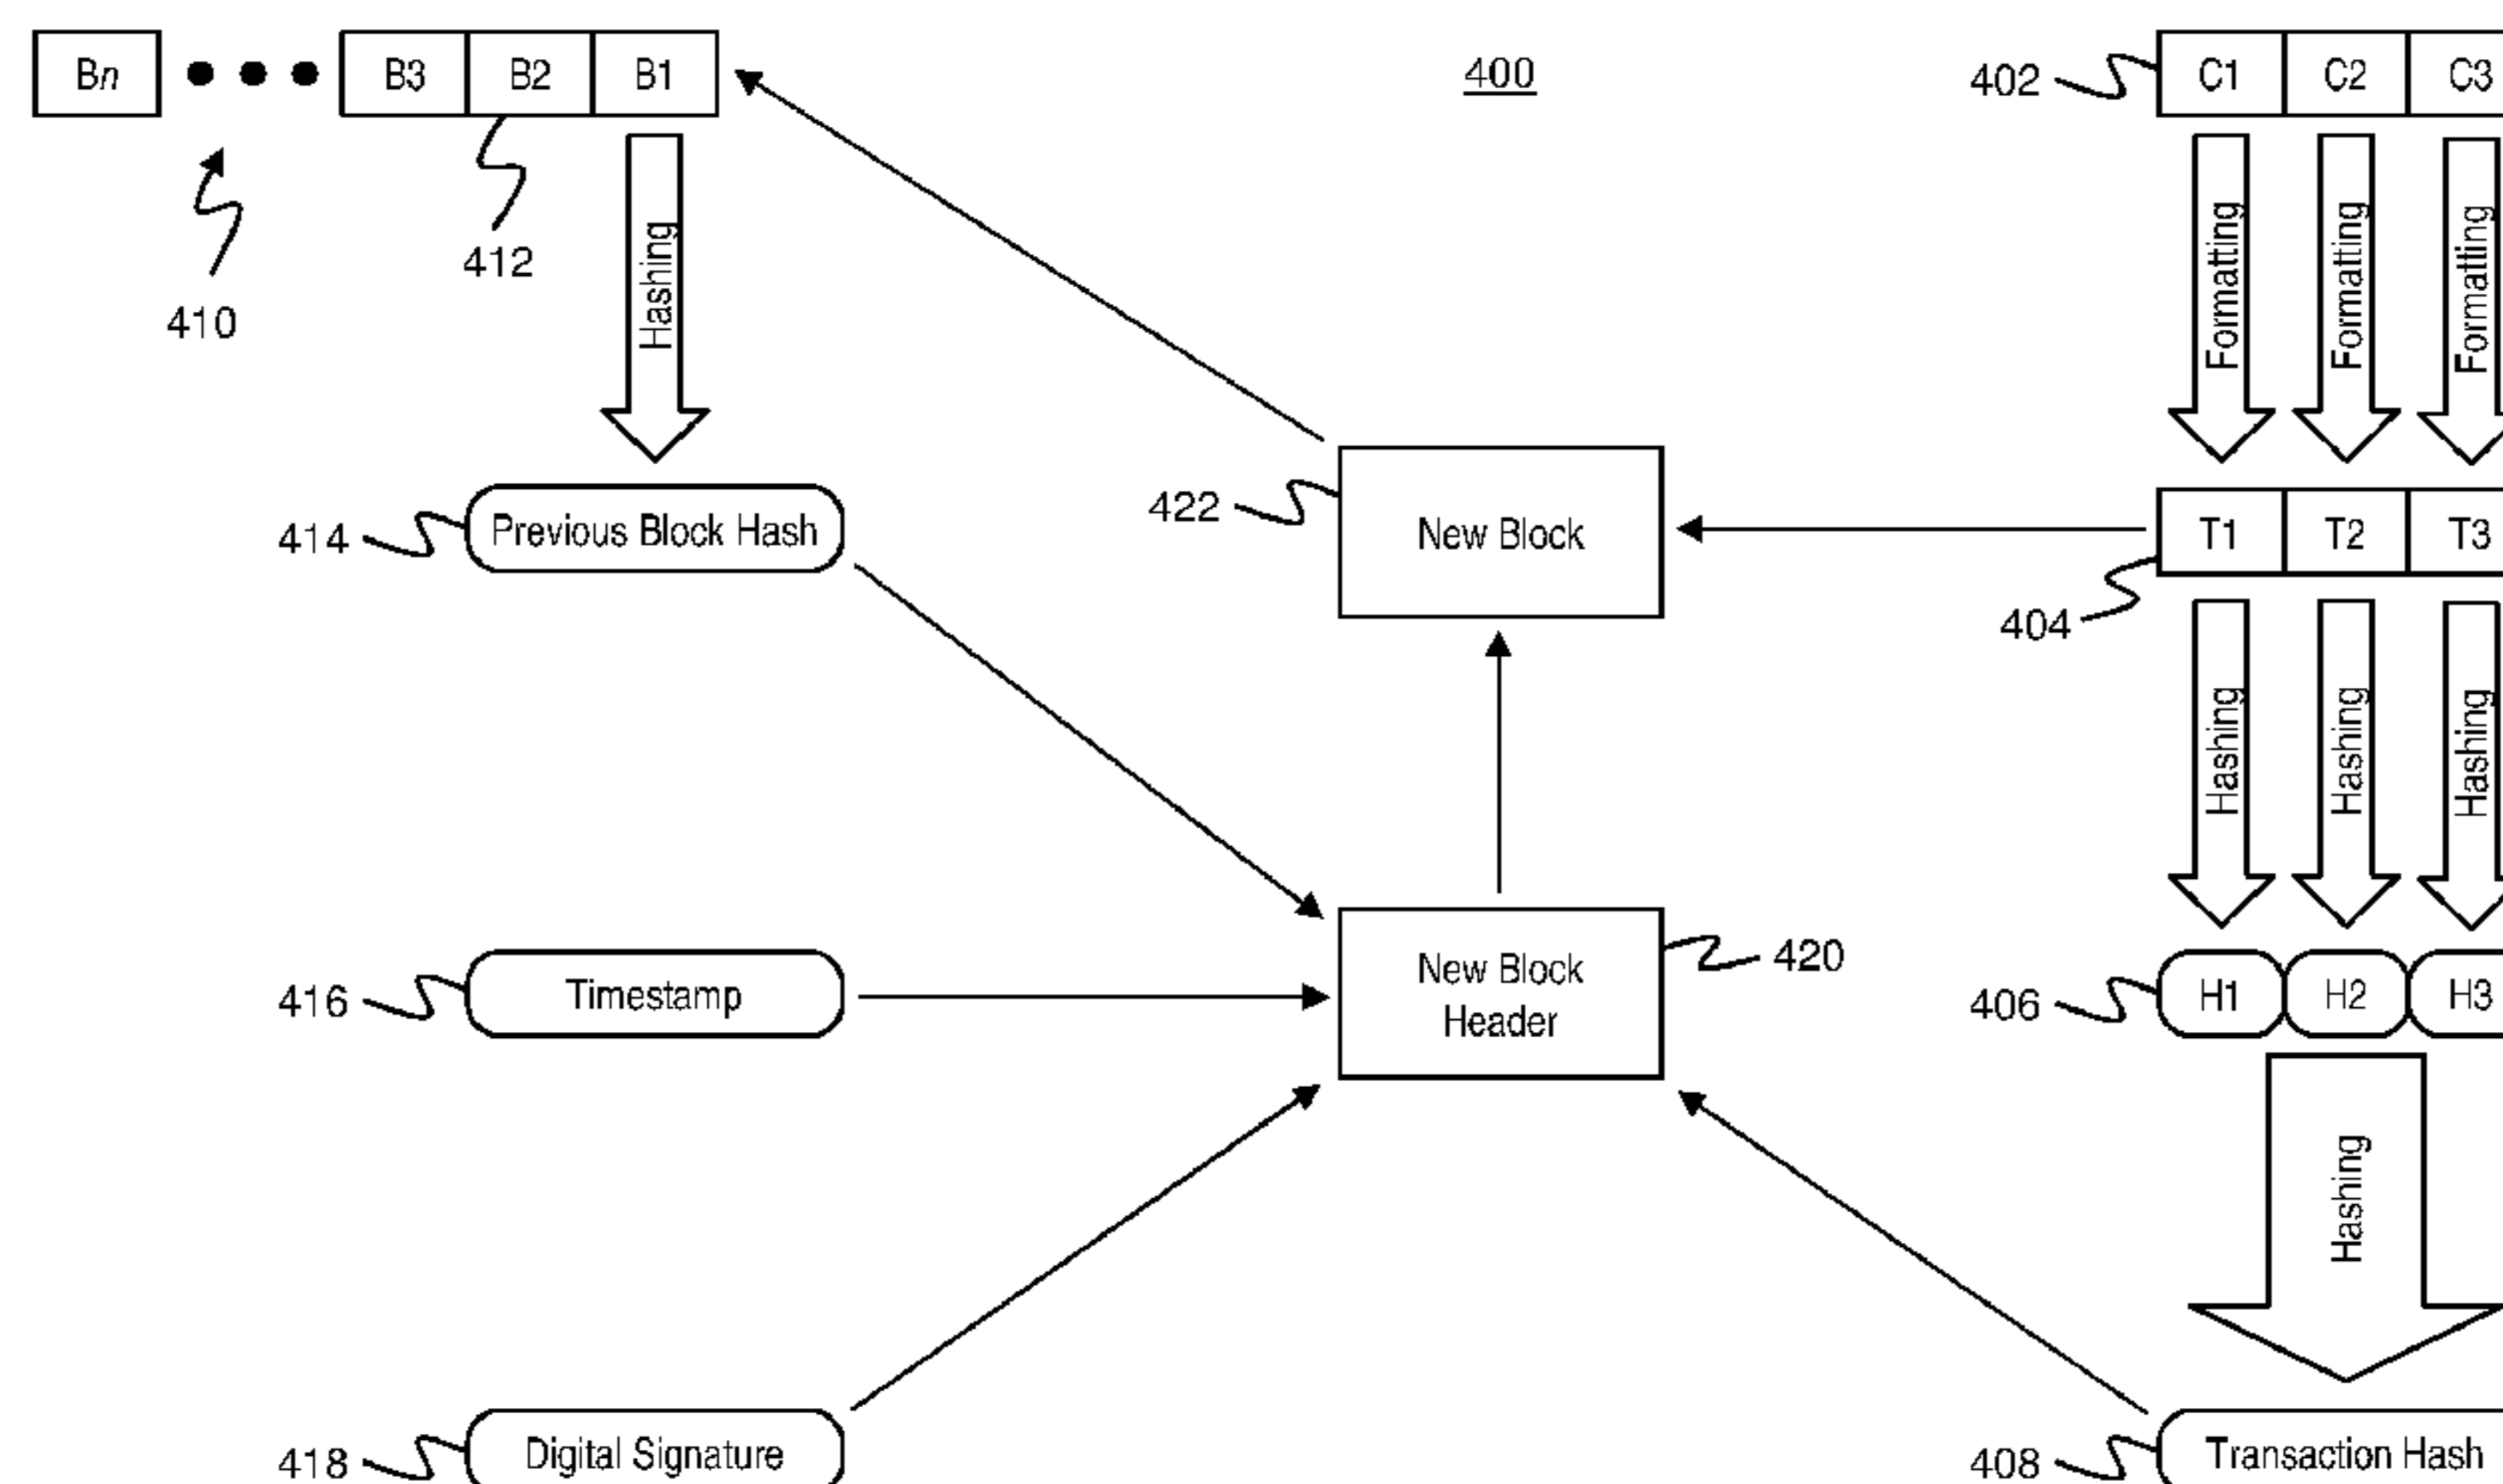 Bn B3 B2 B1
400
402 C1 C2 C3
Hashing
Formatting Formatting Formatting
412
410
414 Previous Block Hash
422 New Block
T1 T2 T3
404
Hashing Hashing Hashing
416 Timestamp
New Block
Header
420
406 H1 H2 H3
Hashing
418 Digital Signature
408 Transaction Hash